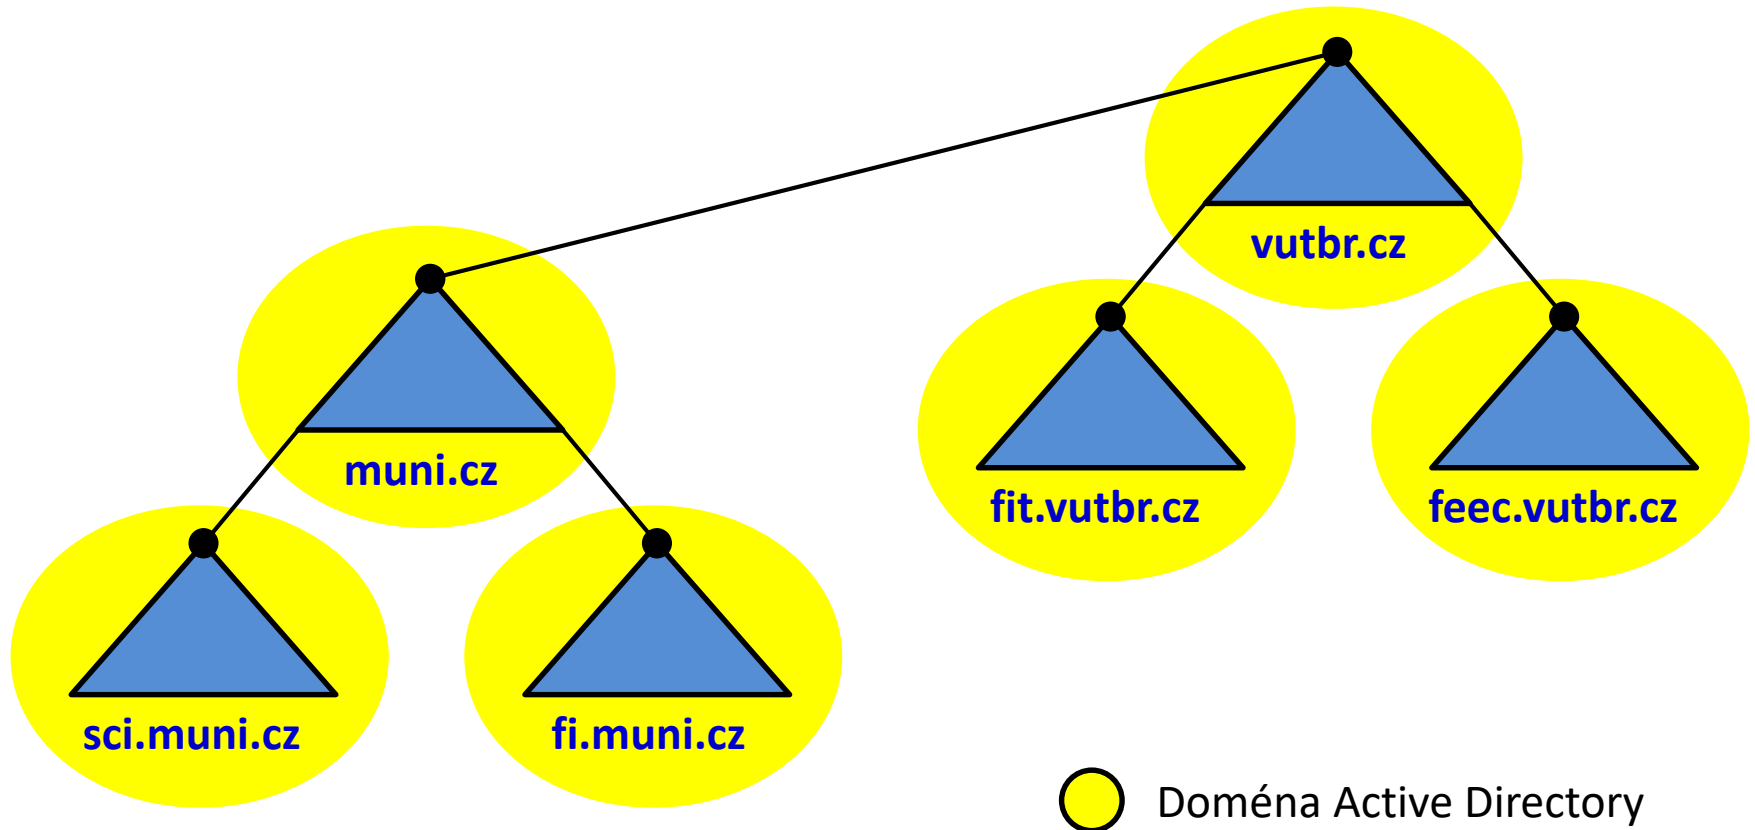 vutbr.cz
muni.cz
fit.vutbr.cz
feec.vutbr.cz
sci.muni.cz
fi.muni.cz
Doména Active Directory